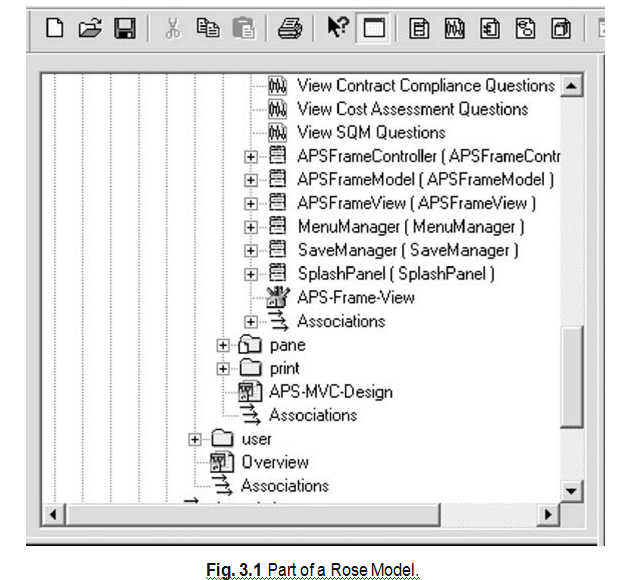 View Contract Compliance Questions
View Cost Assessment Questions
View SQM Questions
APSFrameController ( APSFrameContr
APSFrameModel ( APSFrameModel )
APSFrameView ( APSFrameView )
MenuManager ( MenuManager )
SaveManager ( SaveManager )
SplashPanel ( SplashPanel )
APS-Frame-View
Associations
pane
print
APS-MVC-Design
Associations
user
Overview
Associations
Fig. 3.1 Part of a Rose Model.